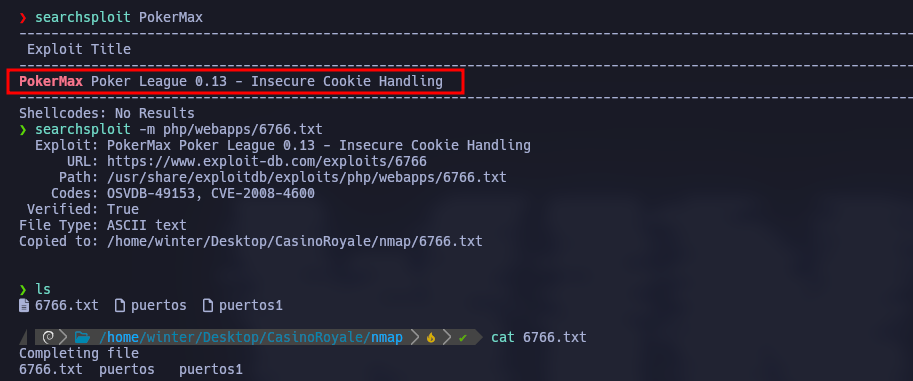 ❯ searchsploit PokerMax
--------------------------------------------------------------------------------------------------------------
Exploit Title
--------------------------------------------------------------------------------------------------------------
PokerMax Poker League 0.13 - Insecure Cookie Handling
--------------------------------------------------------------------------------------------------------------
Shellcodes: No Results
❯ searchsploit -m php/webapps/6766.txt
Exploit: PokerMax Poker League 0.13 - Insecure Cookie Handling
URL: https://www.exploit-db.com/exploits/6766
Path: /usr/share/exploitdb/exploits/php/webapps/6766.txt
Codes: OSVDB-49153, CVE-2008-4600
Verified: True
File Type: ASCII text
Copied to: /home/winter/Desktop/CasinoRoyale/nmap/6766.txt
❯ ls
6766.txt puertos puertos1
/home/winter/Desktop/CasinoRoyale/nmap ✔ cat 6766.txt
Completing file
6766.txt puertos puertos1